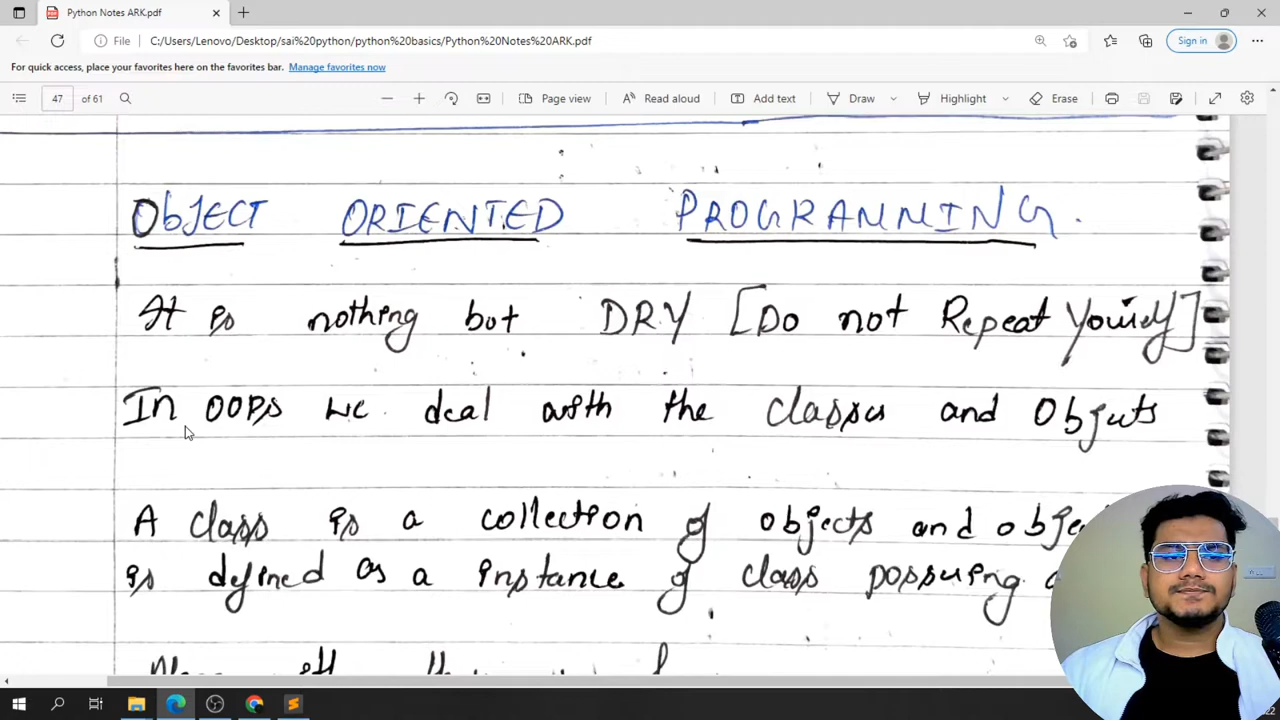 Python Notes ARK.pdf
File C:/Users/Lenovo/Desktop/sai%20python/python%20basics/Python%20Notes%20ARK.pdf
Sign in
For quick access, place your favorites here on the favorites bar. Manage favorites now
47 of 61 Page view Read aloud Add text Draw Highlight Erase
ObJECT ORIENTED PROGRAMMING.
It is nothing but DRY [Do not Repeat Yourself]
In OOPs we deal with the classes and Objects
A class is a collection of objects and
is defined as a instance of class possessing